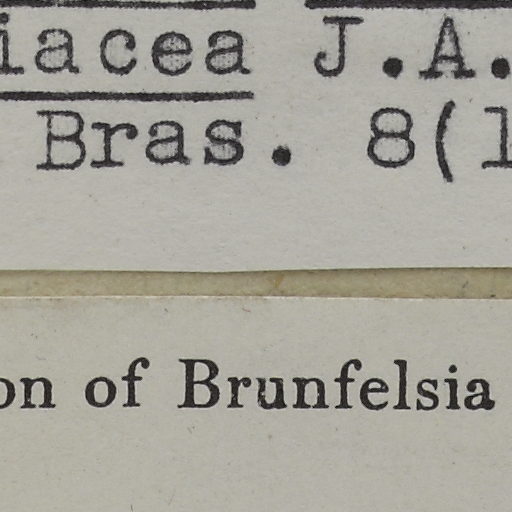 iacea J.A.
Bras. 8(1
on of Brunfelsia